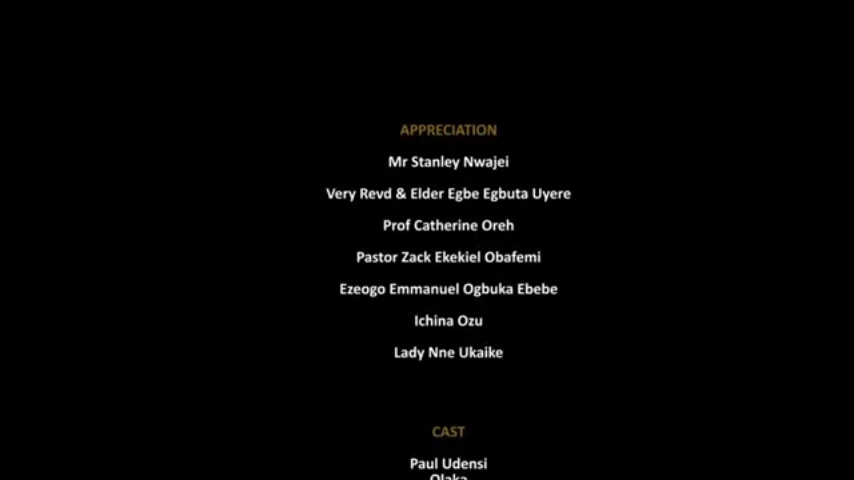 APPRECIATION
Mr Stanley Nwajei
Very Revd & Elder Egbe Egbuta Uyere
Prof Catherine Oreh
Pastor Zack Ekekiel Obafemi
Ezeogo Emmanuel Ogbuka Ebebe
Ichina Ozu
Lady Nne Ukaike
CAST
Paul Udensi